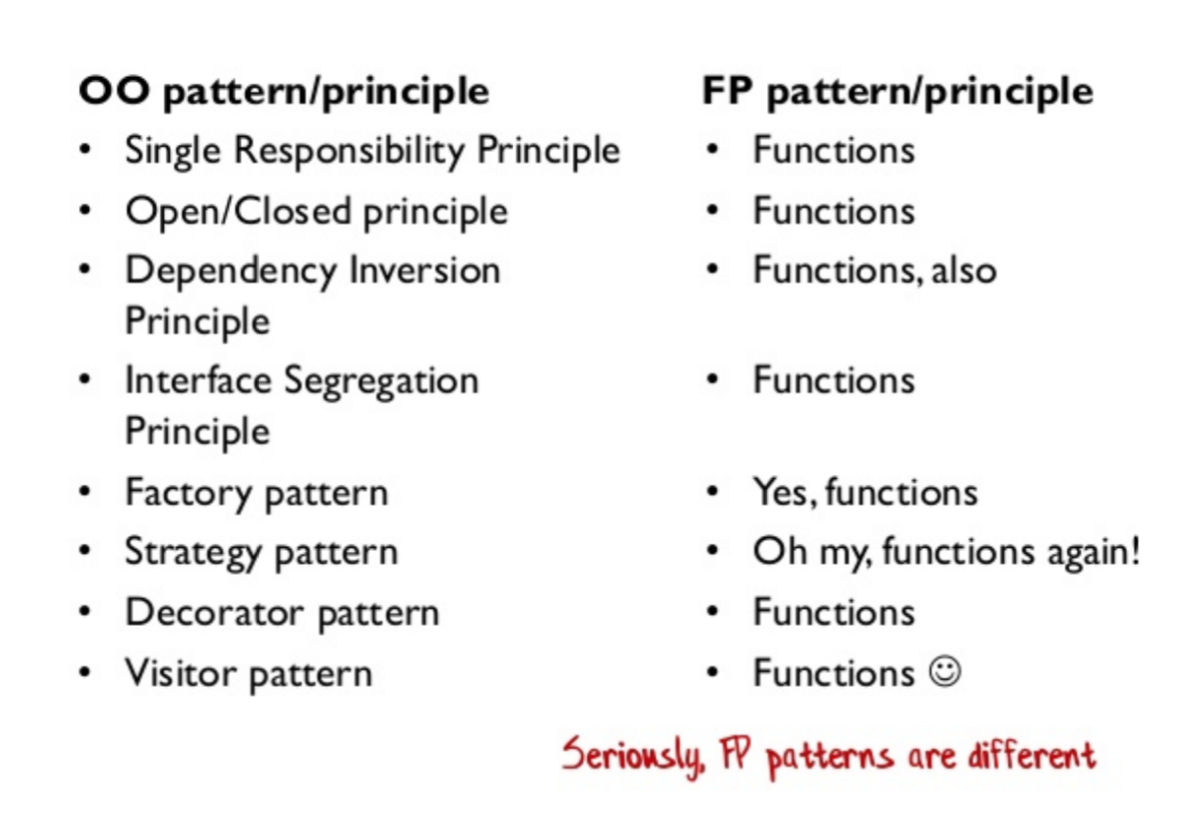 OO pattern/principle
• Single Responsibility Principle
• Open/Closed principle
• Dependency Inversion
Principle
• Interface Segregation
Principle
• Factory pattern
• Strategy pattern
• Decorator pattern
• Visitor pattern
FP pattern/principle
• Functions
• Functions
• Functions, also
• Functions
• Yes, functions
• Oh my, functions again!
• Functions
• Functions ☺
Seriously, FP patterns are different